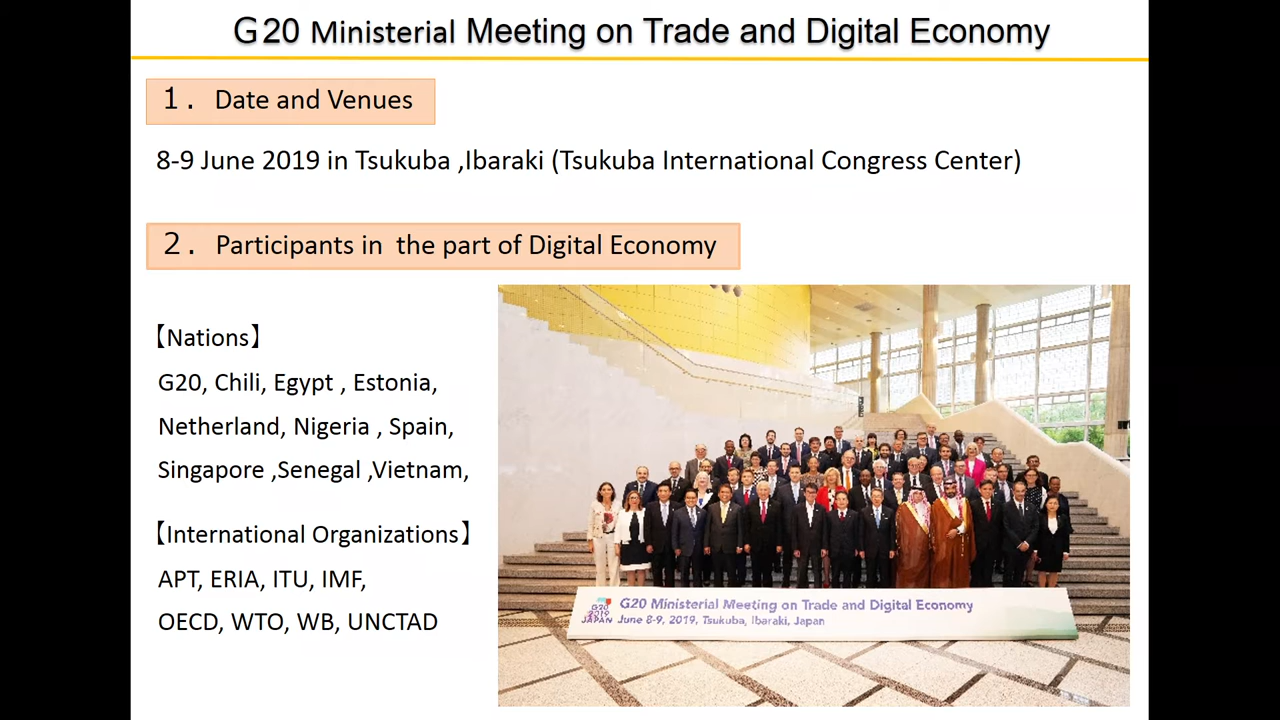 G20 Ministerial Meeting on Trade and Digital Economy
１． Date and Venues
8-9 June 2019 in Tsukuba ,Ibaraki (Tsukuba International Congress Center)
２． Participants in the part of Digital Economy
【Nations】
G20, Chili, Egypt , Estonia,
Netherland, Nigeria , Spain,
Singapore ,Senegal ,Vietnam,
【International Organizations】
APT, ERIA, ITU, IMF,
OECD, WTO, WB, UNCTAD
G20
2019
JAPAN
G20 Ministerial Meeting on Trade and Digital Economy
June 8-9, 2019, Tsukuba, Ibaraki, Japan